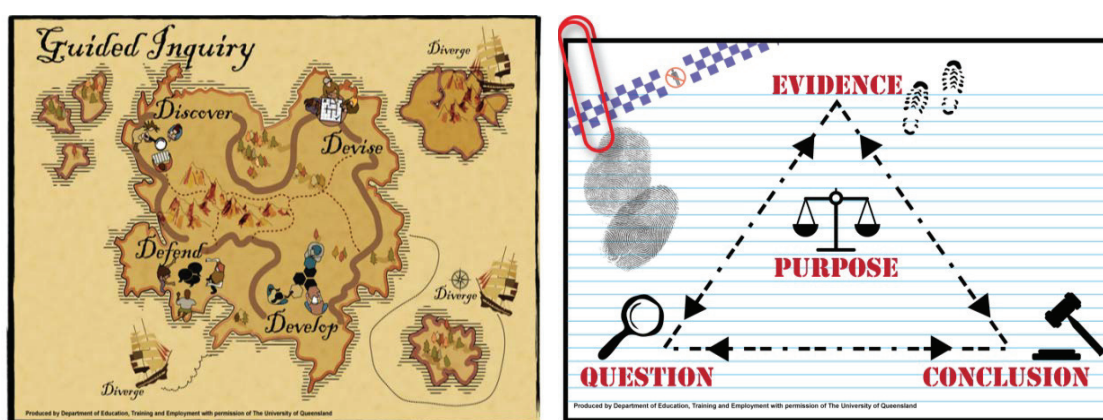 Guided Inquiry
Diverge
Discover
Devise
Defend
Diverge
Develop
Diverge
Produced by Department of Education, Training and Employment with permission of The University of Queensland
EVIDENCE
PURPOSE
QUESTION
CONCLUSION
Produced by Department of Education, Training and Employment with permission of The University of Queensland